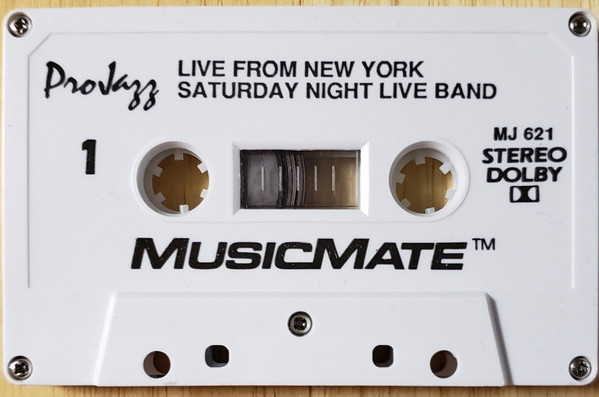 ProJazz
LIVE FROM NEW YORK
SATURDAY NIGHT LIVE BAND
1
MJ 621
STEREO
DOLBY
MUSICMATE™